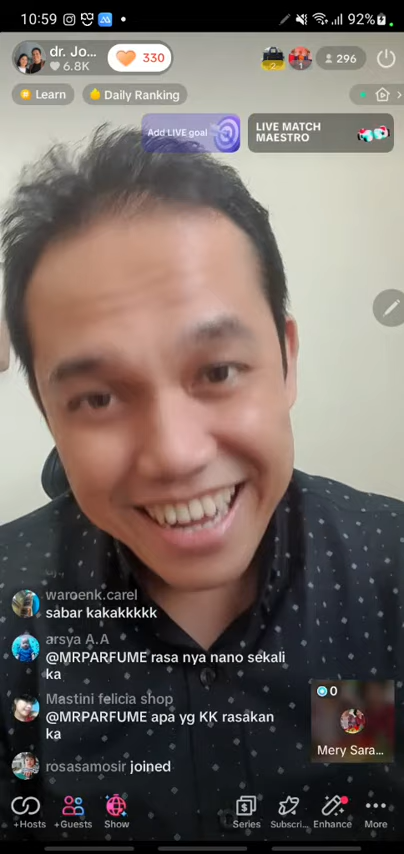 10:59
92%
dr. Jo...
6.8K
330
2
1
296
Learn
Daily Ranking
Add LIVE goal
LIVE MATCH
MAESTRO
waroenk.carel
sabar kakakkkkk
arsya A.A
@MRPARFUME rasa nya nano sekali
ka
Mastini felicia shop
@MRPARFUME apa yg KK rasakan
ka
rosasamosir joined
0
Mery Sara...
+Hosts
+Guests
Show
Series
Subscri...
Enhance
More